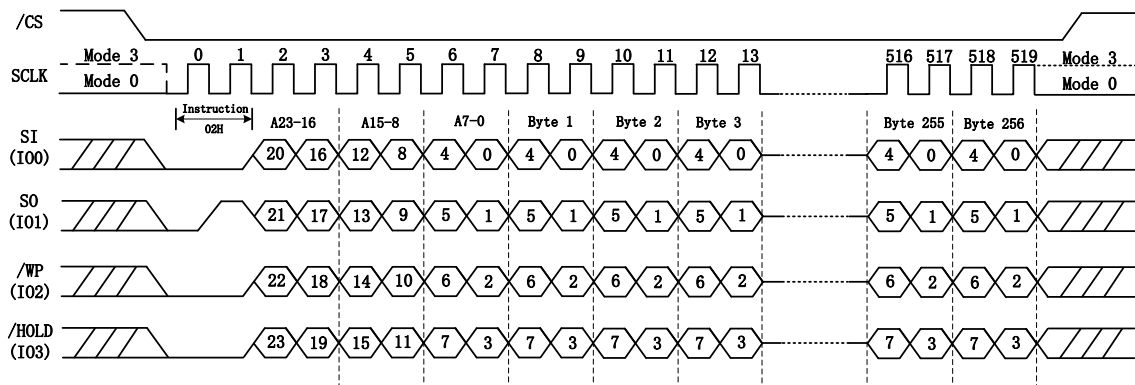 /CS
Mode 3 0 1 2 3 4 5 6 7 8 9 10 11 12 13 516 517 518 519 Mode 3
SCLK
Mode 0 Mode 0
Instruction
02H
A23-16 A15-8 A7-0 Byte 1 Byte 2 Byte 3 Byte 255 Byte 256
SI
(IO0)
20 16 12 8 4 0 4 0 4 0 4 0 4 0 4 0
SO
(IO1)
21 17 13 9 5 1 5 1 5 1 5 1 5 1 5 1
/WP
(IO2)
22 18 14 10 6 2 6 2 6 2 6 2 6 2 6 2
/HOLD
(IO3)
23 19 15 11 7 3 7 3 7 3 7 3 7 3 7 3